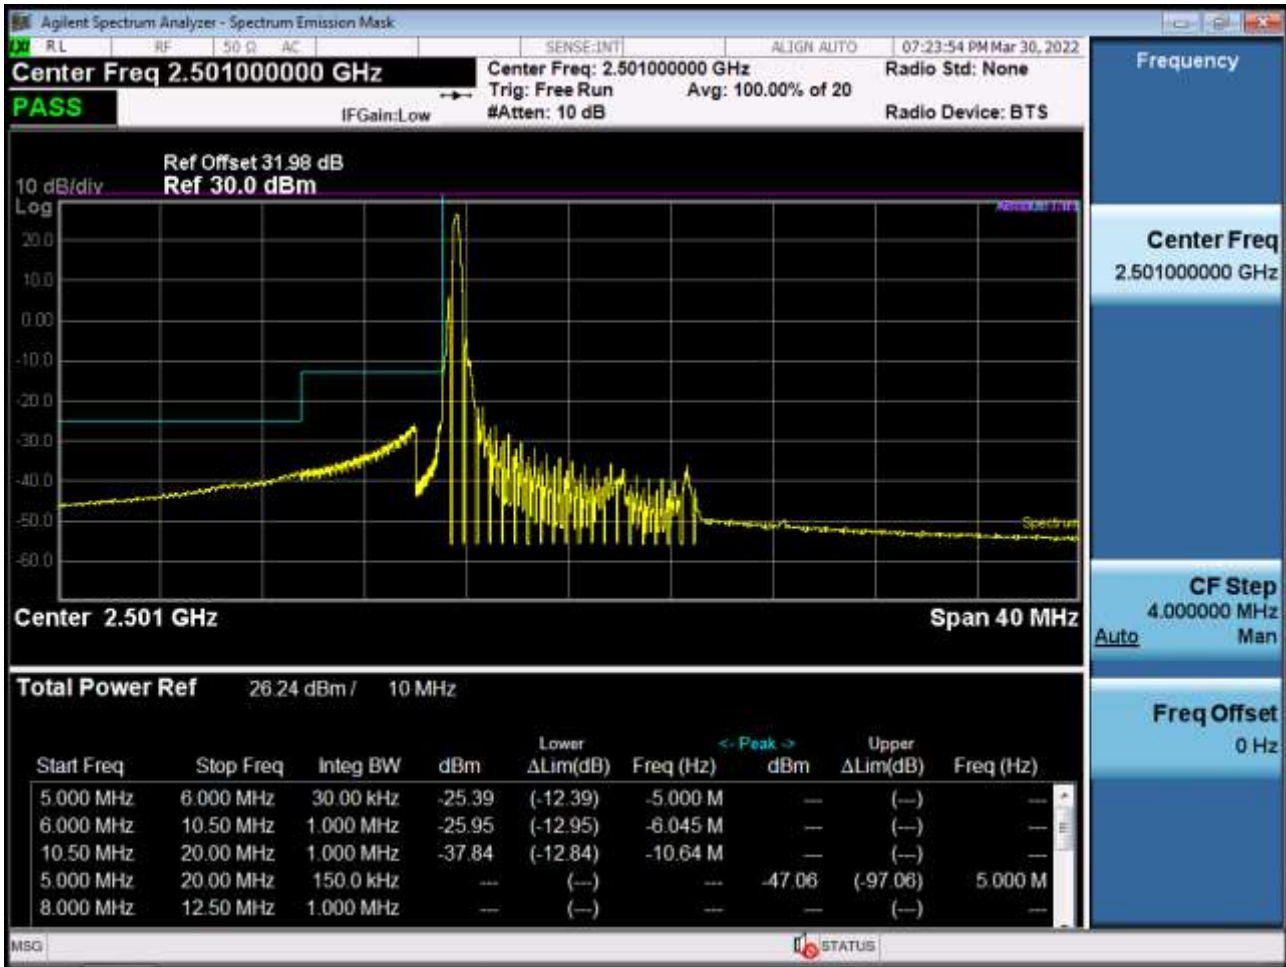 Agilent Spectrum Analyzer - Spectrum Emission Mask
RL RF 50 Ω AC SENSE:INT ALIGN AUTO 07:23:54 PM Mar 30, 2022
Center Freq 2.501000000 GHz
Center Freq: 2.501000000 GHz Radio Std: None
Trig: Free Run Avg: 100.00% of 20
PASS IFGain:Low #Atten: 10 dB Radio Device: BTS
Ref Offset 31.98 dB
10 dB/div Ref 30.0 dBm
Log
20.0
10.0
0.00
-10.0
-20.0
-30.0
-40.0
-50.0
-60.0
Spectrum
Center 2.501 GHz Span 40 MHz
Total Power Ref 26.24 dBm / 10 MHz
Lower <- Peak -> Upper
Start Freq Stop Freq Integ BW dBm ΔLim(dB) Freq (Hz) dBm ΔLim(dB) Freq (Hz)
5.000 MHz 6.000 MHz 30.00 kHz -25.39 (-12.39) -5.000 M --- (---) ---
6.000 MHz 10.50 MHz 1.000 MHz -25.95 (-12.95) -6.045 M --- (---) ---
10.50 MHz 20.00 MHz 1.000 MHz -37.84 (-12.84) -10.64 M --- (---) ---
5.000 MHz 20.00 MHz 150.0 kHz --- (---) --- -47.06 (-97.06) 5.000 M
8.000 MHz 12.50 MHz 1.000 MHz --- (---) --- --- (---) ---
MSG STATUS
Frequency
Center Freq
2.501000000 GHz
CF Step
4.000000 MHz
Auto Man
Freq Offset
0 Hz